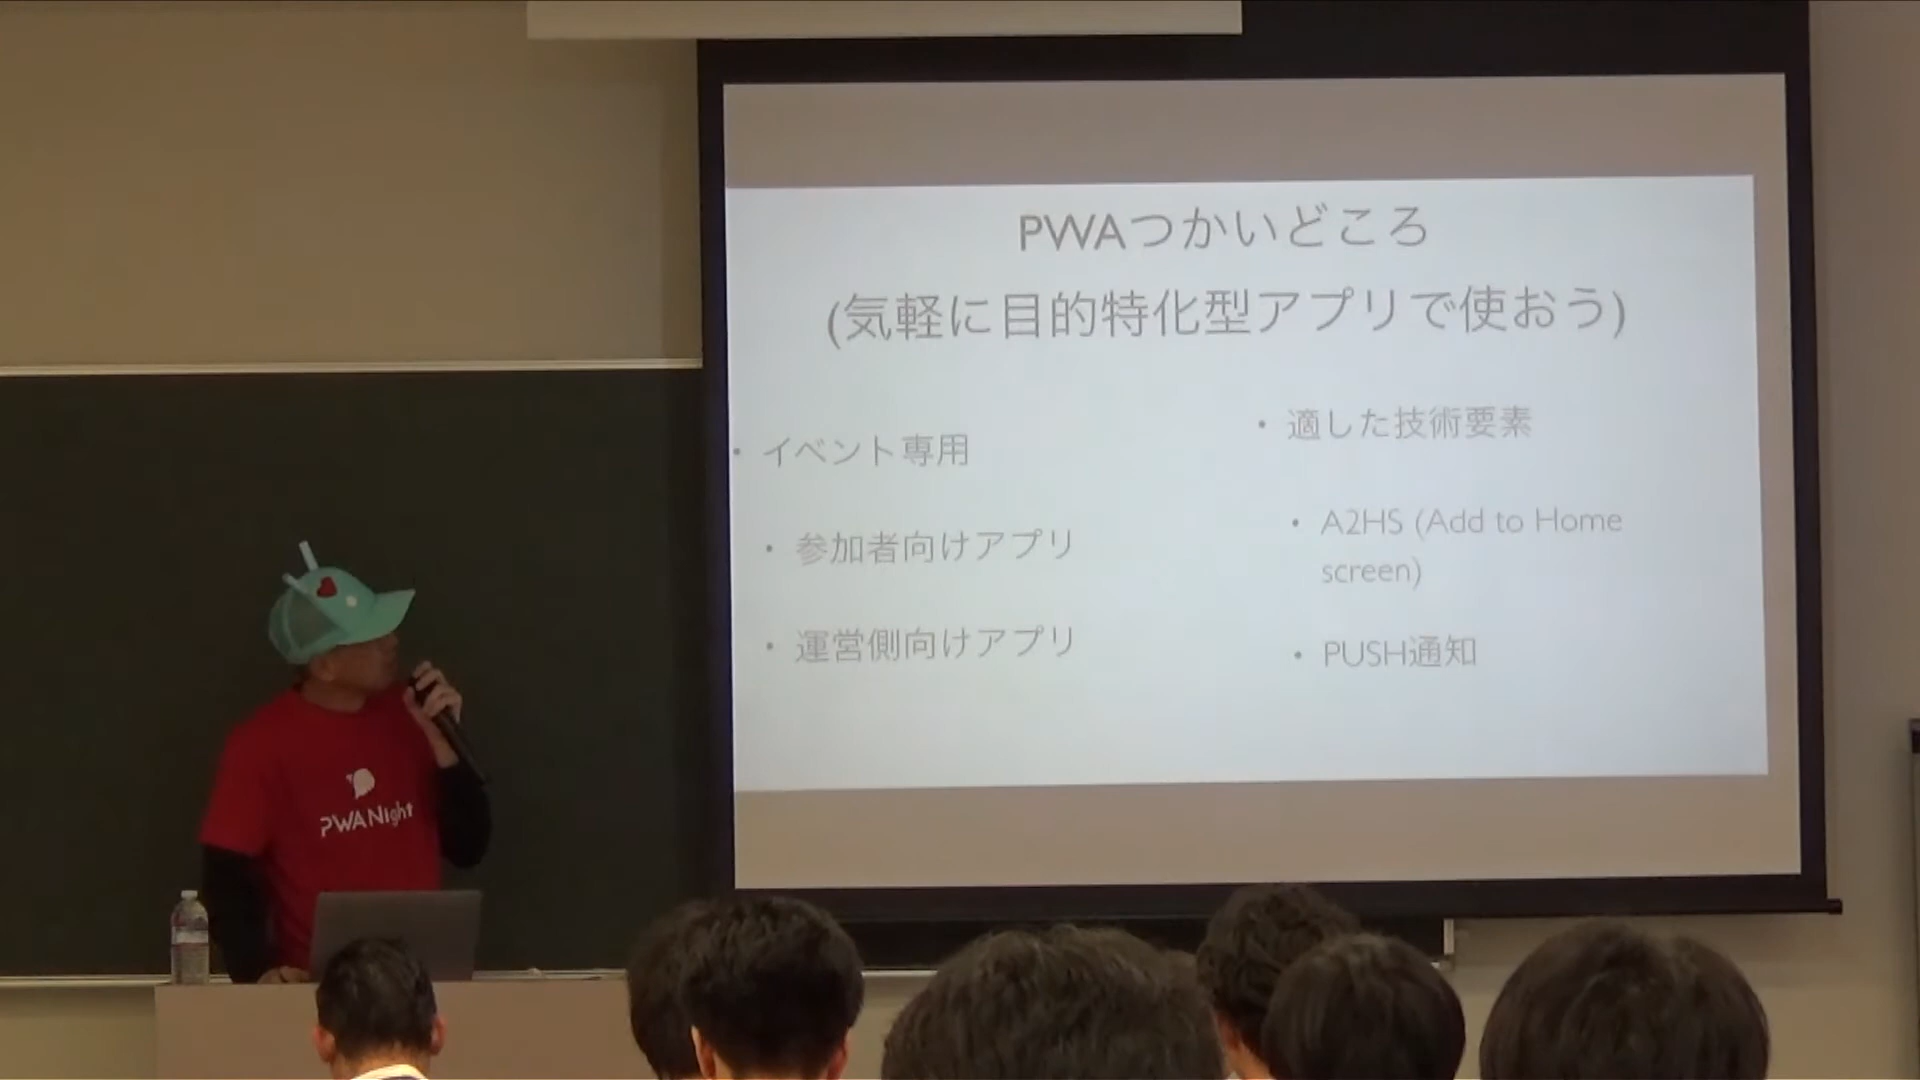 PWAつかいどころ
(気軽に目的特化型アプリで使おう)
・イベント専用
・参加者向けアプリ
・運営側向けアプリ
・適した技術要素
・A2HS (Add to Home
screen)
・PUSH通知
PWA Night